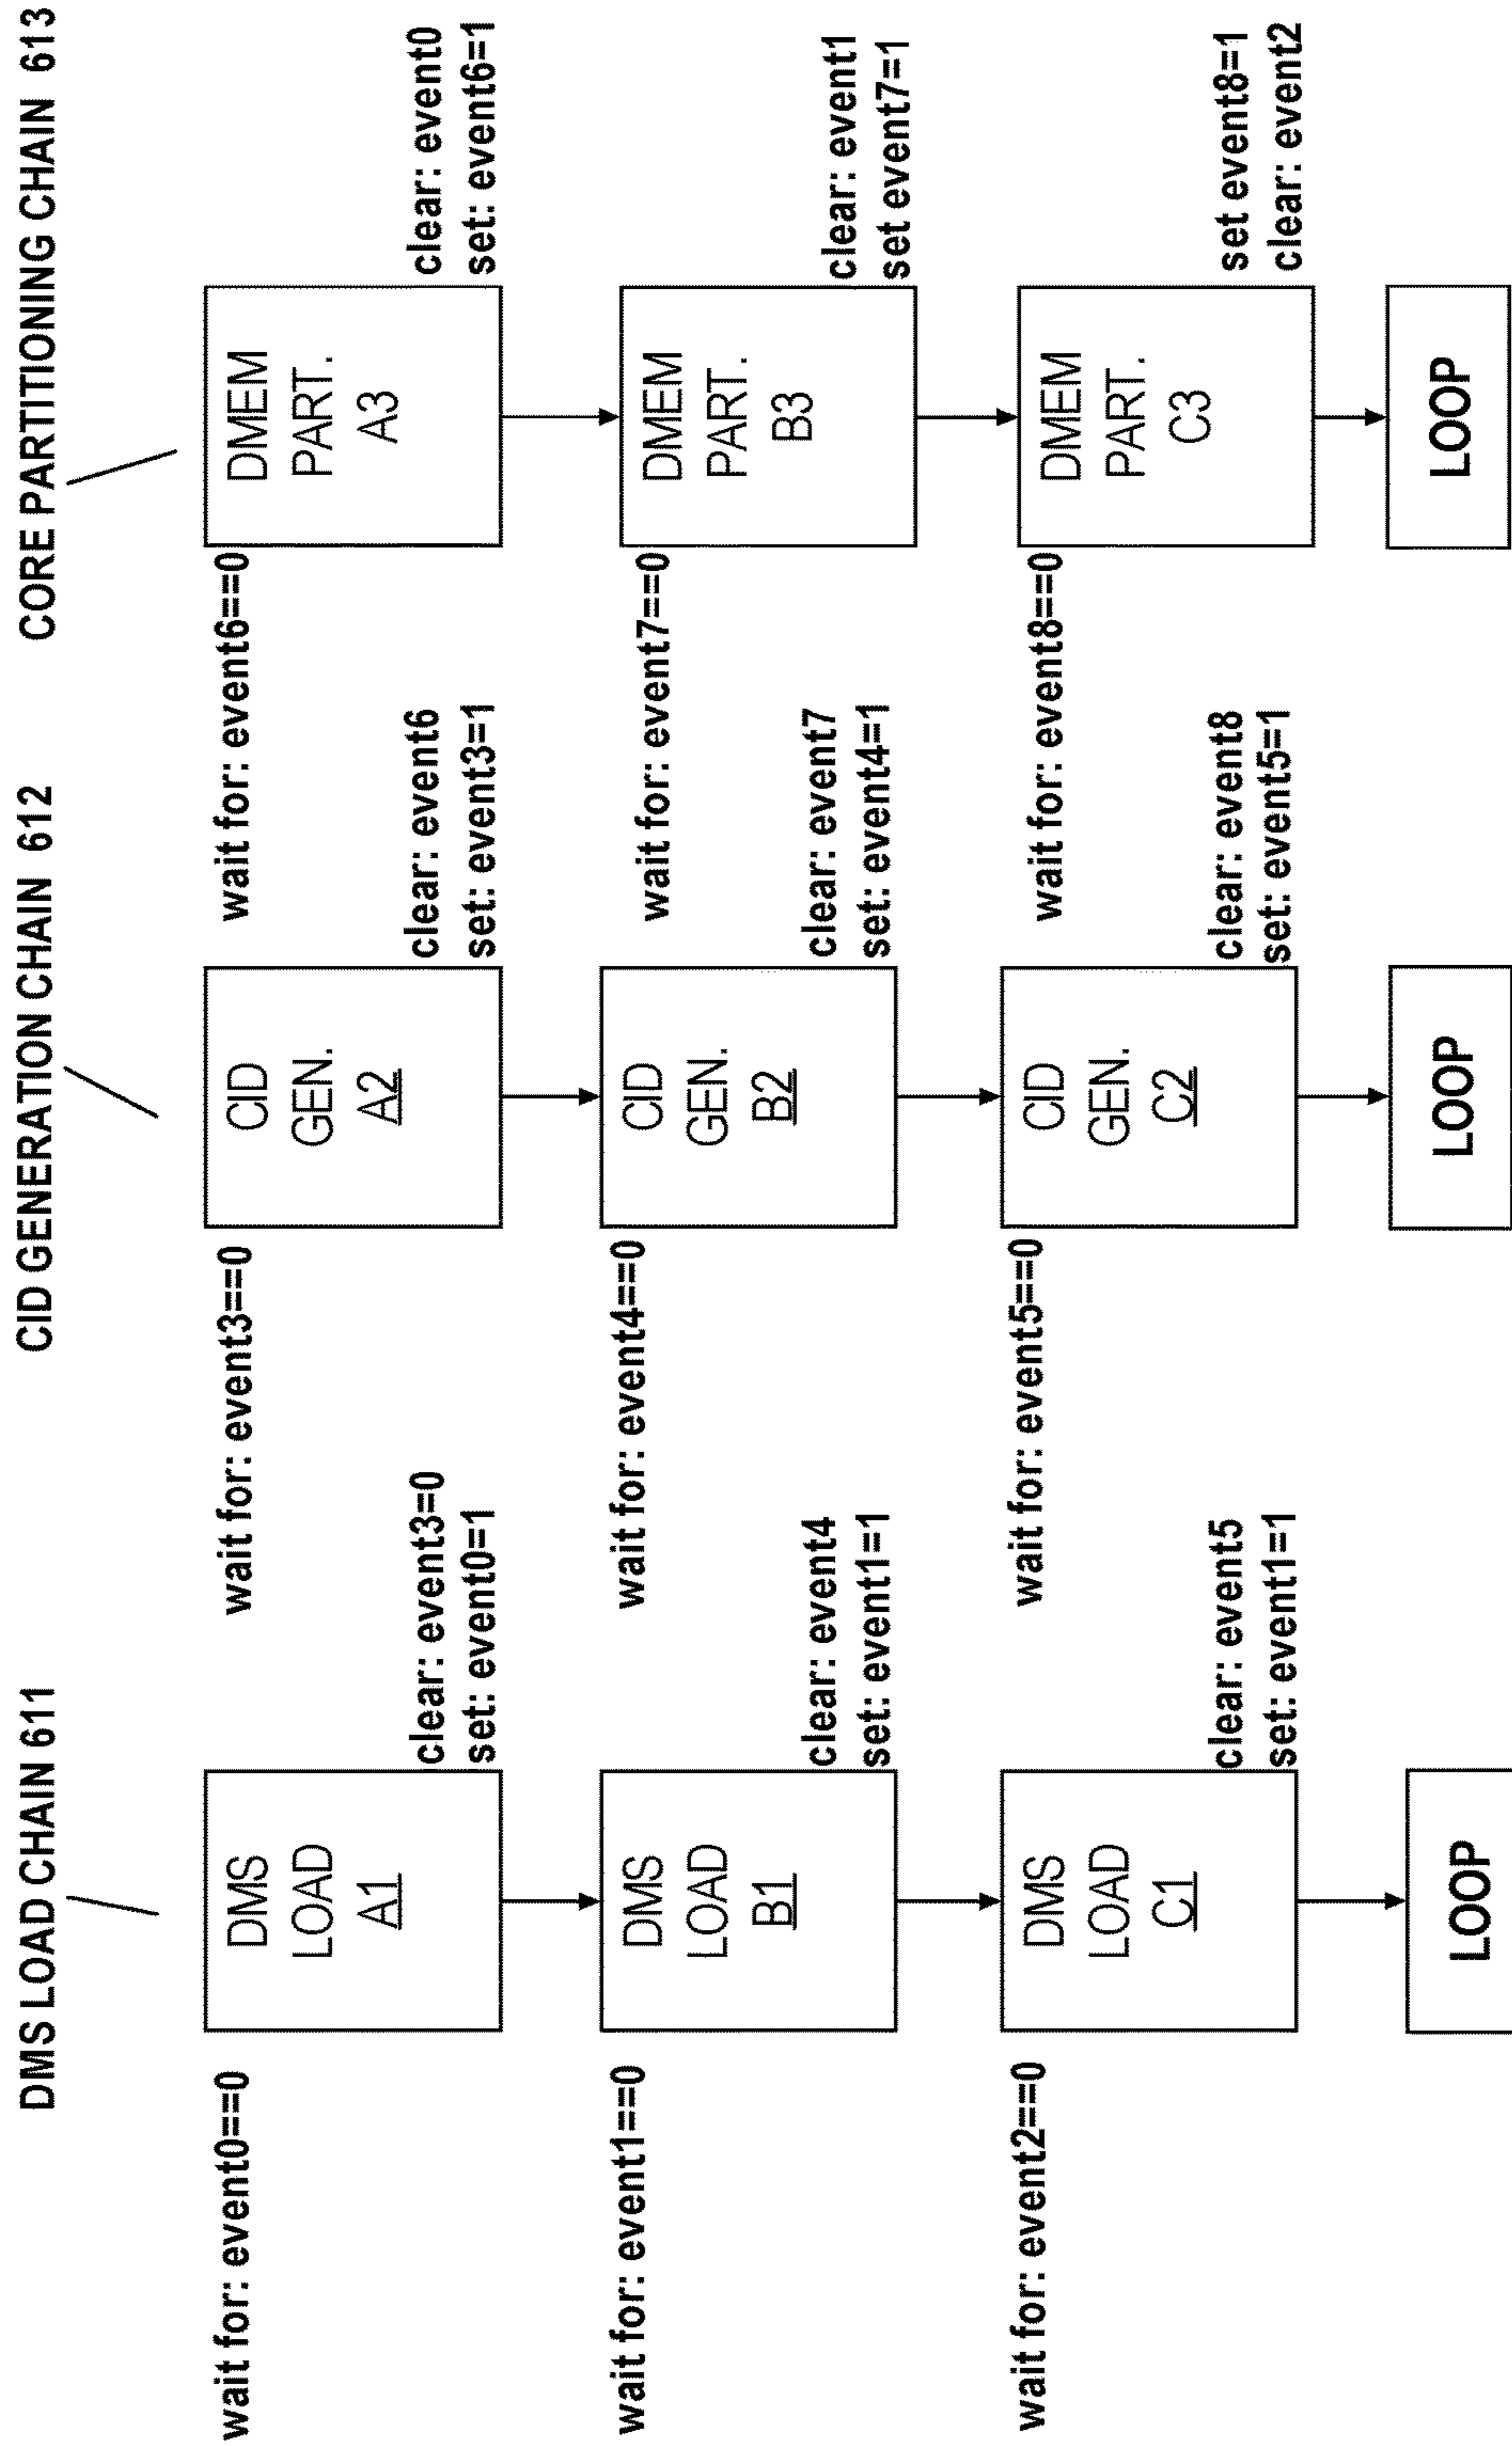 DMS LOAD CHAIN 611
wait for: event0==0
DMS
LOAD
A1
clear: event3=0
set: event0=1
wait for: event1==0
DMS
LOAD
B1
clear: event4
set: event1=1
wait for: event2==0
DMS
LOAD
C1
clear: event5
set: event1=1
LOOP
CID GENERATION CHAIN 612
wait for: event3==0
CID
GEN.
A2
clear: event6
set: event3=1
wait for: event4==0
CID
GEN.
B2
clear: event7
set: event4=1
wait for: event5==0
CID
GEN.
C2
clear: event8
set: event5=1
LOOP
CORE PARTITIONING CHAIN 613
wait for: event6==0
DMEM
PART.
A3
clear: event0
set: event6=1
wait for: event7==0
DMEM
PART.
B3
clear: event1
set event7=1
wait for: event8==0
DMEM
PART.
C3
set event8=1
clear: event2
LOOP